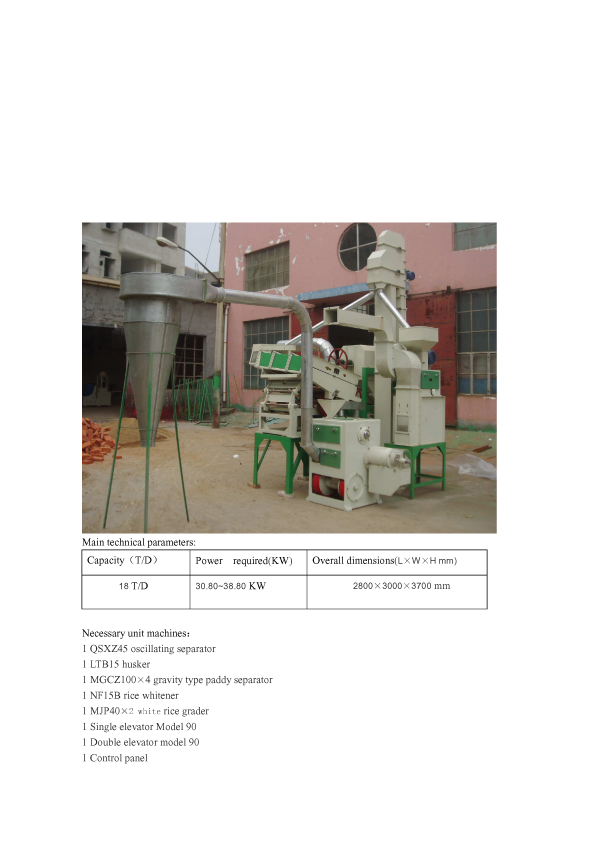 Main technical parameters:
Capacity（T/D） Power required(KW) Overall dimensions(L×W×H mm)
18 T/D 30.80~38.80 KW 2800×3000×3700 mm
Necessary unit machines：
1 QSXZ45 oscillating separator
1 LTB15 husker
1 MGCZ100×4 gravity type paddy separator
1 NF15B rice whitener
1 MJP40×2 white rice grader
1 Single elevator Model 90
1 Double elevator model 90
1 Control panel